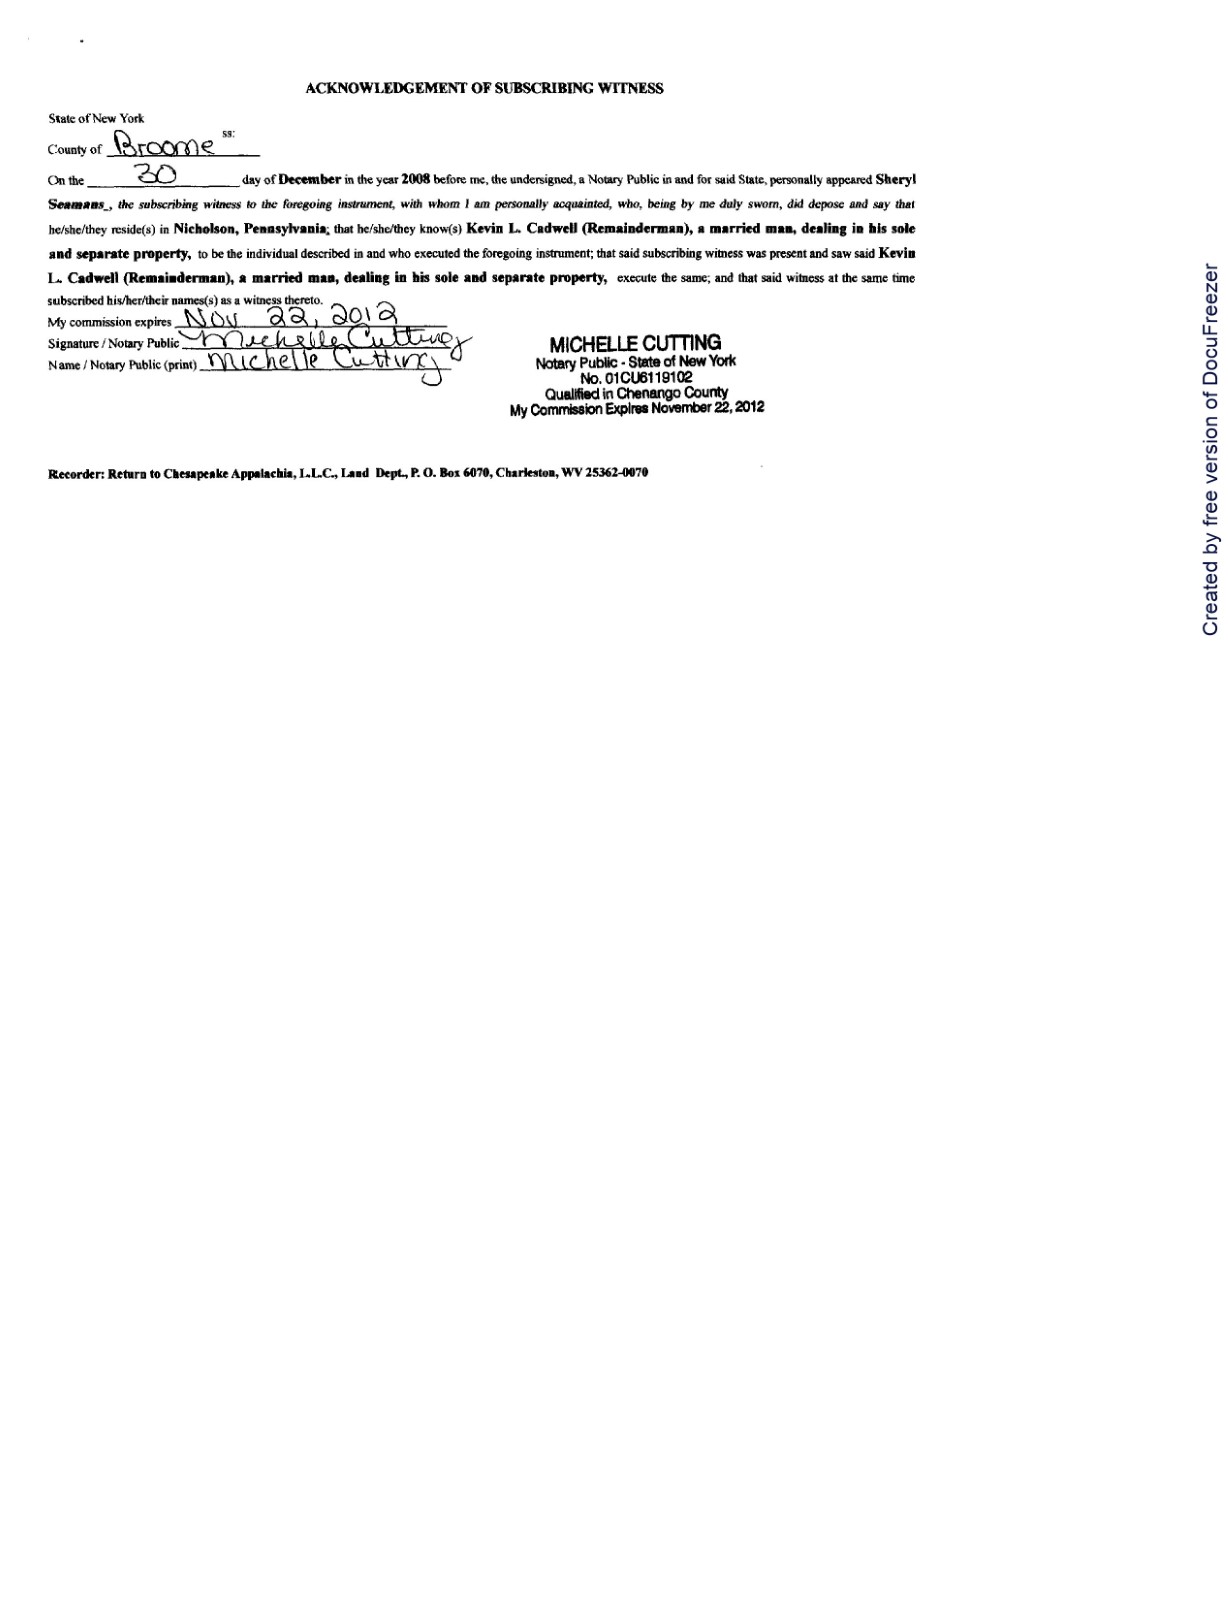 ACKNOWLEDGEMENT OF SUBSCRIBING WITNESS
State of New York
ss:
County of Broome
On the 30 day of December in the year 2008 before me, the undersigned, a Notary Public in and for said State, personally appeared Sheryl
Seamans_, the subscribing witness to the foregoing instrument, with whom I am personally acquainted, who, being by me duly sworn, did depose and say that
he/she/they reside(s) in Nicholson, Pennsylvania; that he/she/they know(s) Kevin L. Cadwell (Remainderman), a married man, dealing in his sole
and separate property, to be the individual described in and who executed the foregoing instrument; that said subscribing witness was present and saw said Kevin
L. Cadwell (Remainderman), a married man, dealing in his sole and separate property, execute the same; and that said witness at the same time
subscribed his/her/their names(s) as a witness thereto.
My commission expires Nov 22, 2012
Signature / Notary Public Michelle Cutting
Name / Notary Public (print) Michelle Cutting
MICHELLE CUTTING
Notary Public - State of New York
No. 01CU6119102
Qualified in Chenango County
My Commission Expires November 22, 2012
Recorder: Return to Chesapeake Appalachia, L.L.C., Land Dept., P. O. Box 6070, Charleston, WV 25362-0070
Created by free version of DocuFreezer